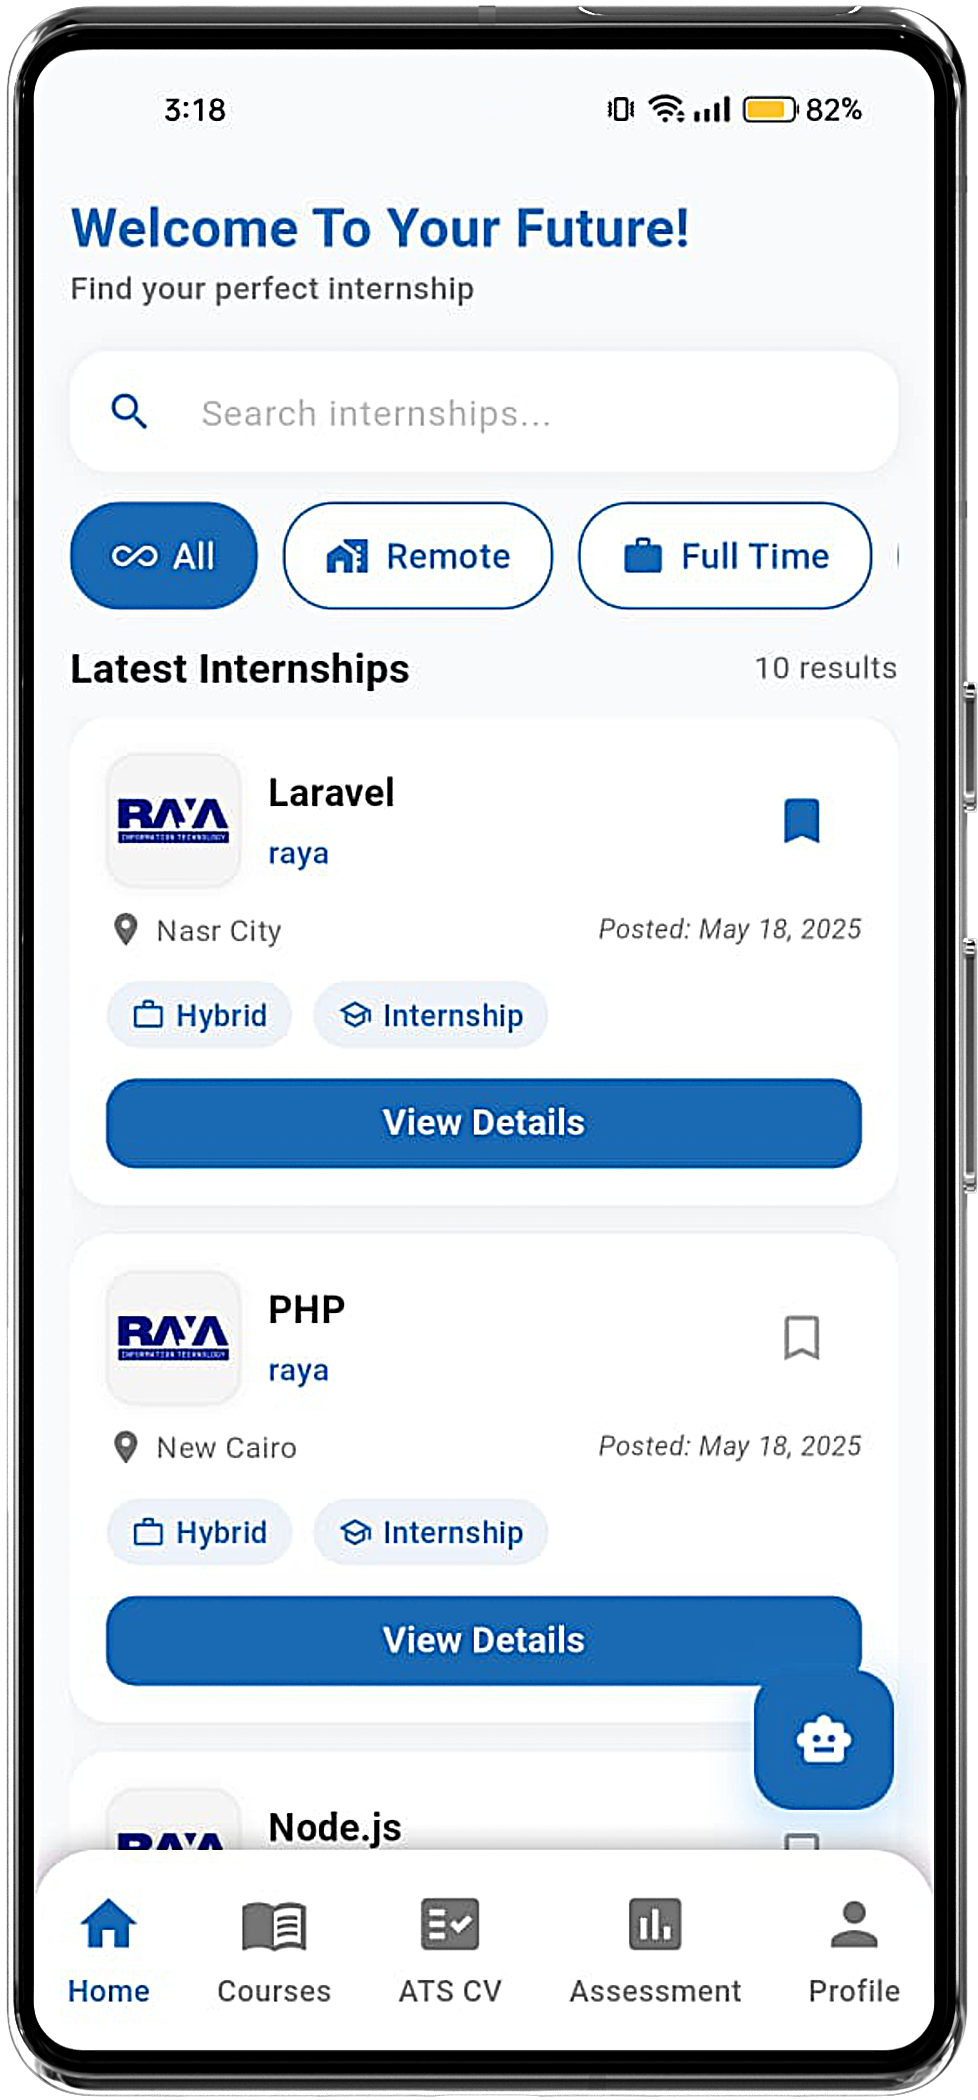 3:18 82%
Welcome To Your Future!
Find your perfect internship
Search internships...
All Remote Full Time
Latest Internships 10 results
RAYA
INFORMATION TECHNOLOGY
Laravel
raya
Nasr City Posted: May 18, 2025
Hybrid Internship
View Details
RAYA
INFORMATION TECHNOLOGY
PHP
raya
New Cairo Posted: May 18, 2025
Hybrid Internship
View Details
RAYA
Node.js
Home Courses ATS CV Assessment Profile